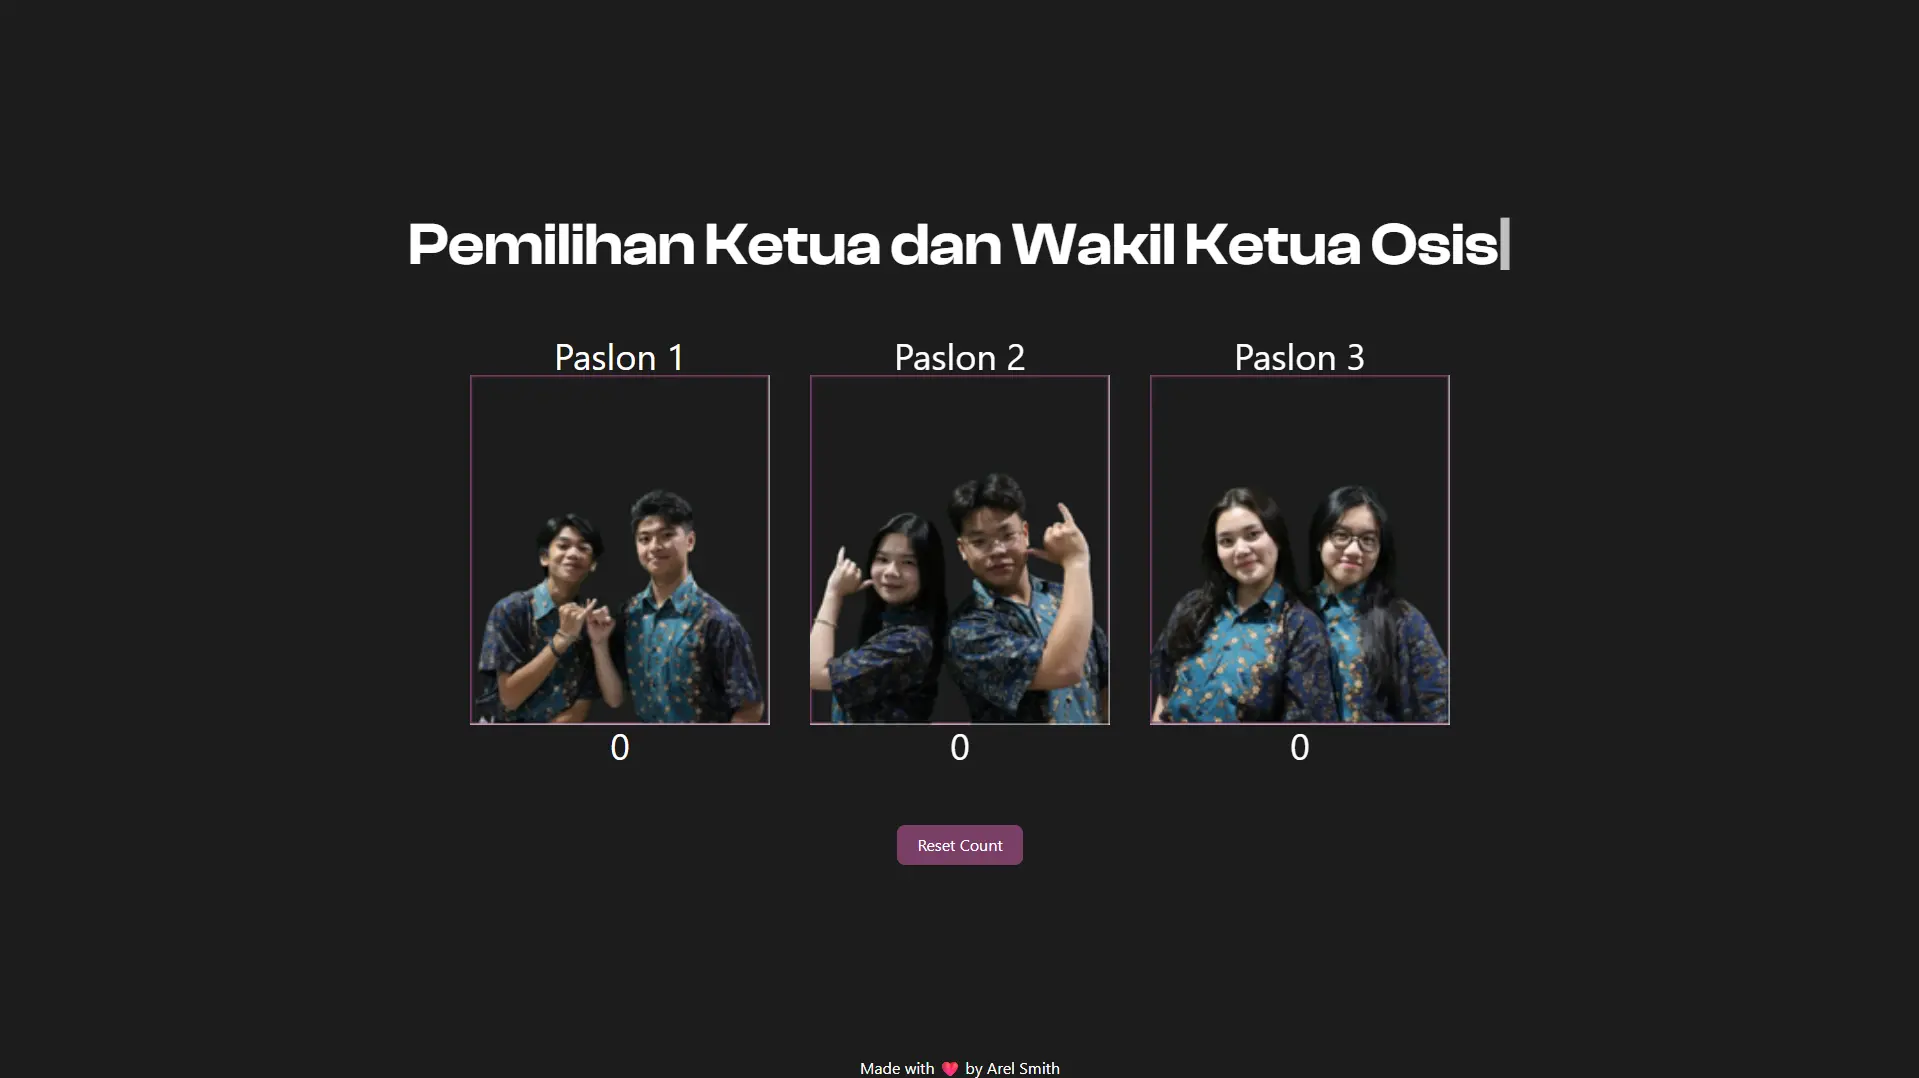 Pemilihan Ketua dan Wakil Ketua Osis
Paslon 1
Paslon 2
Paslon 3
0
0
0
Reset Count
Made with ❤️ by Arel Smith